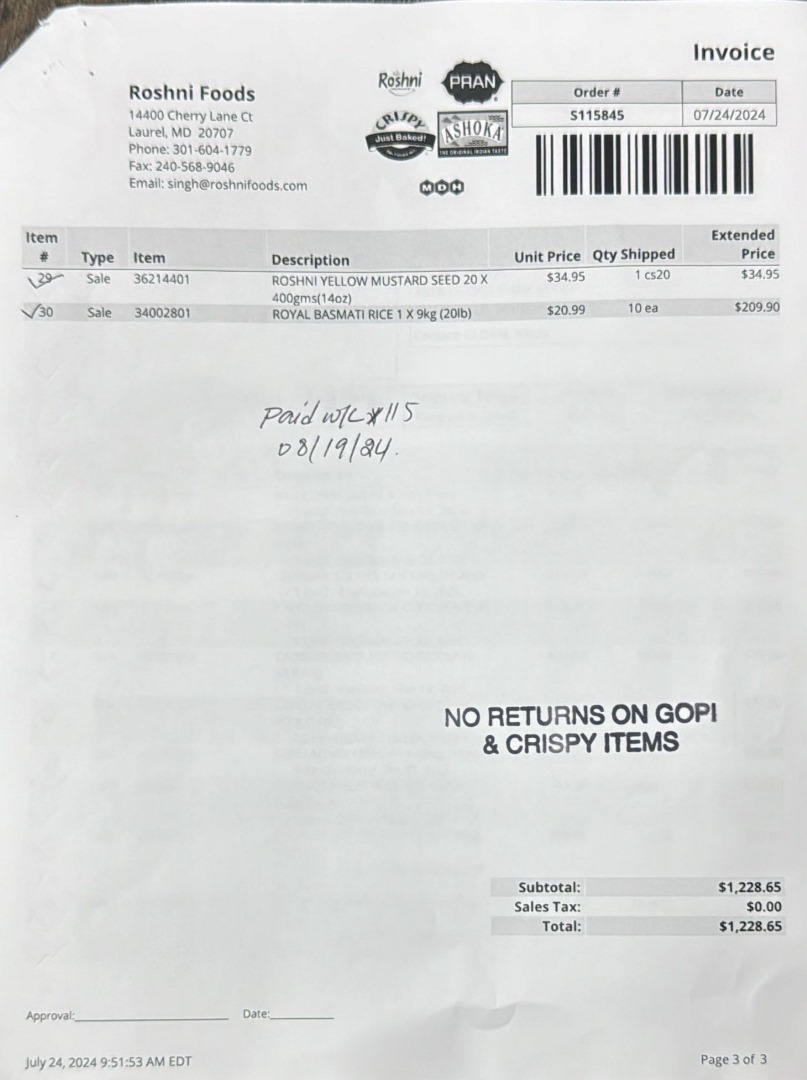 Invoice
Roshni Foods
14400 Cherry Lane Ct
Laurel, MD 20707
Phone: 301-604-1779
Fax: 240-568-9046
Email: singh@roshnifoods.com
Roshni
PRAN
CRISPY
Just Baked!
ASHOKA
THE ORIGINAL INDIAN TASTE
MDH
Order # Date
S115845 07/24/2024
Item # Type Item Description Unit Price Qty Shipped Extended Price
29 Sale 36214401 ROSHNI YELLOW MUSTARD SEED 20 X 400gms(14oz) $34.95 1 cs20 $34.95
30 Sale 34002801 ROYAL BASMATI RICE 1 X 9kg (20lb) $20.99 10 ea $209.90
Paid 115
08/19/24.
NO RETURNS ON GOPI
& CRISPY ITEMS
Subtotal: $1,228.65
Sales Tax: $0.00
Total: $1,228.65
Approval: Date:
July 24, 2024 9:51:53 AM EDT
Page 3 of 3